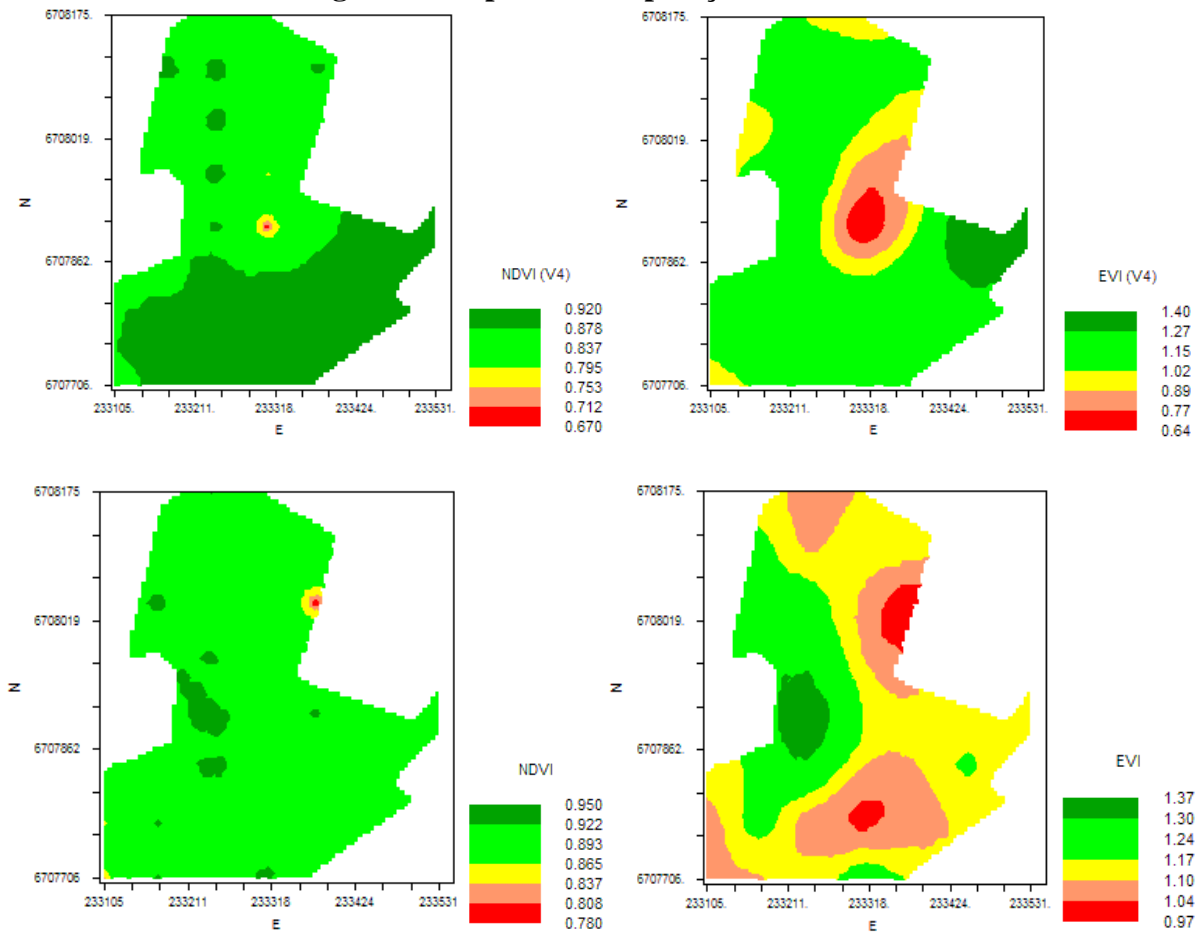 6708175.
6708019.
6707862.
6707706.
N
233105. 233211. 233318. 233424. 233531.
E
NDVI (V4)
0.920
0.878
0.837
0.795
0.753
0.712
0.670
6708175.
6708019.
6707862.
6707706.
N
233105. 233211. 233318. 233424. 233531.
E
EVI (V4)
1.40
1.27
1.15
1.02
0.89
0.77
0.64
6708175.
6708019.
6707862.
6707706.
N
233105. 233211. 233318. 233424. 233531.
E
NDVI
0.950
0.922
0.893
0.865
0.837
0.808
0.780
6708175.
6708019.
6707862.
6707706.
N
233105. 233211. 233318. 233424. 233531.
E
EVI
1.37
1.30
1.24
1.17
1.10
1.04
0.97